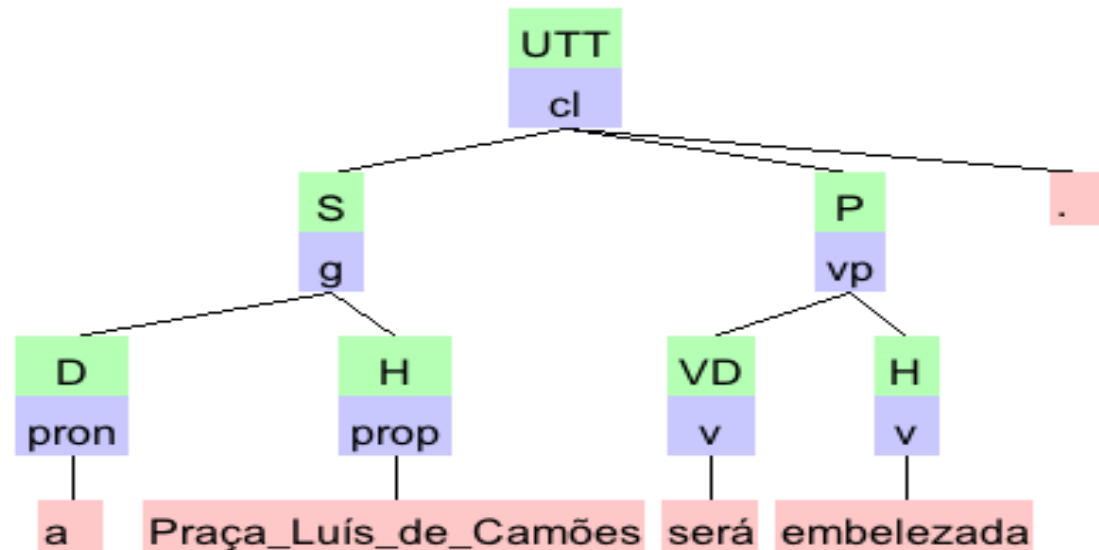 UTT
cl
S P .
g vp
D H VD H
pron prop v v
a Praça_Luís_de_Camões será embelezada